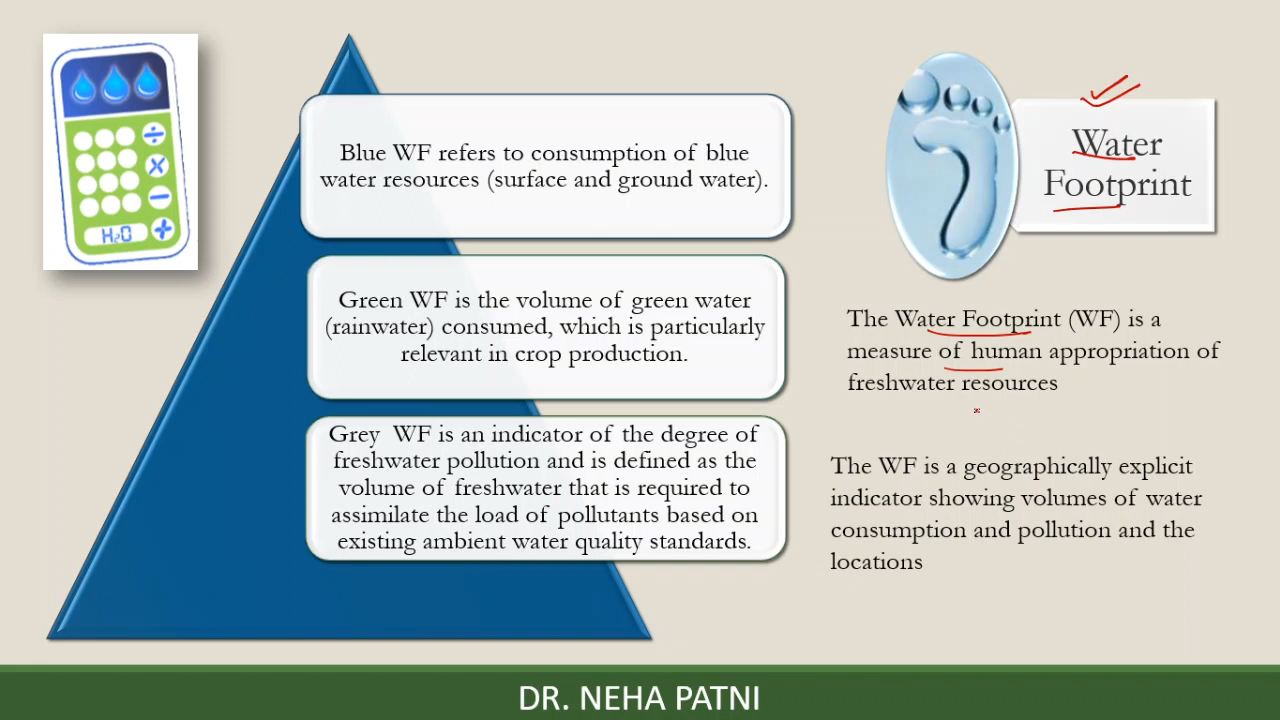 H₂O
Blue WF refers to consumption of blue
water resources (surface and ground water).
Green WF is the volume of green water
(rainwater) consumed, which is particularly
relevant in crop production.
Grey WF is an indicator of the degree of
freshwater pollution and is defined as the
volume of freshwater that is required to
assimilate the load of pollutants based on
existing ambient water quality standards.
Water
Footprint
The Water Footprint (WF) is a
measure of human appropriation of
freshwater resources
The WF is a geographically explicit
indicator showing volumes of water
consumption and pollution and the
locations
DR. NEHA PATNI